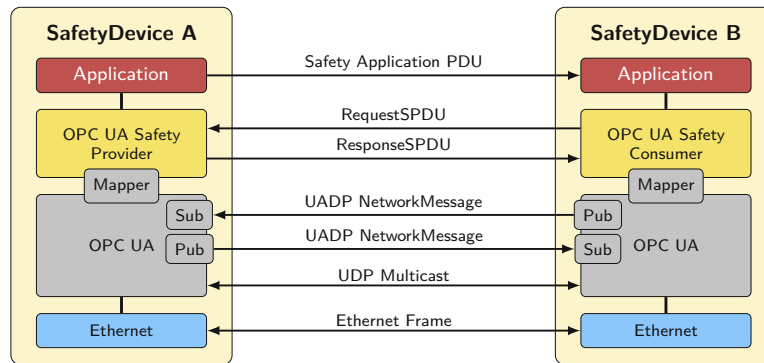 SafetyDevice A
SafetyDevice B
Application
Safety Application PDU
Application
OPC UA Safety
Provider
RequestSPDU
ResponseSPDU
OPC UA Safety
Consumer
Mapper
Mapper
Sub
UADP NetworkMessage
Pub
OPC UA
Pub
UADP NetworkMessage
Sub
OPC UA
UDP Multicast
Ethernet
Ethernet Frame
Ethernet